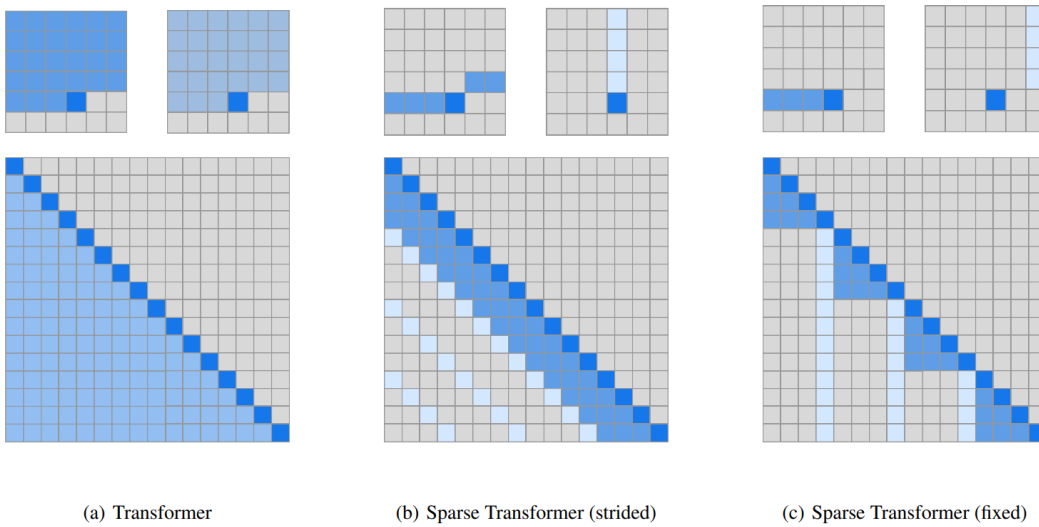 (a) Transformer
(b) Sparse Transformer (strided)
(c) Sparse Transformer (fixed)